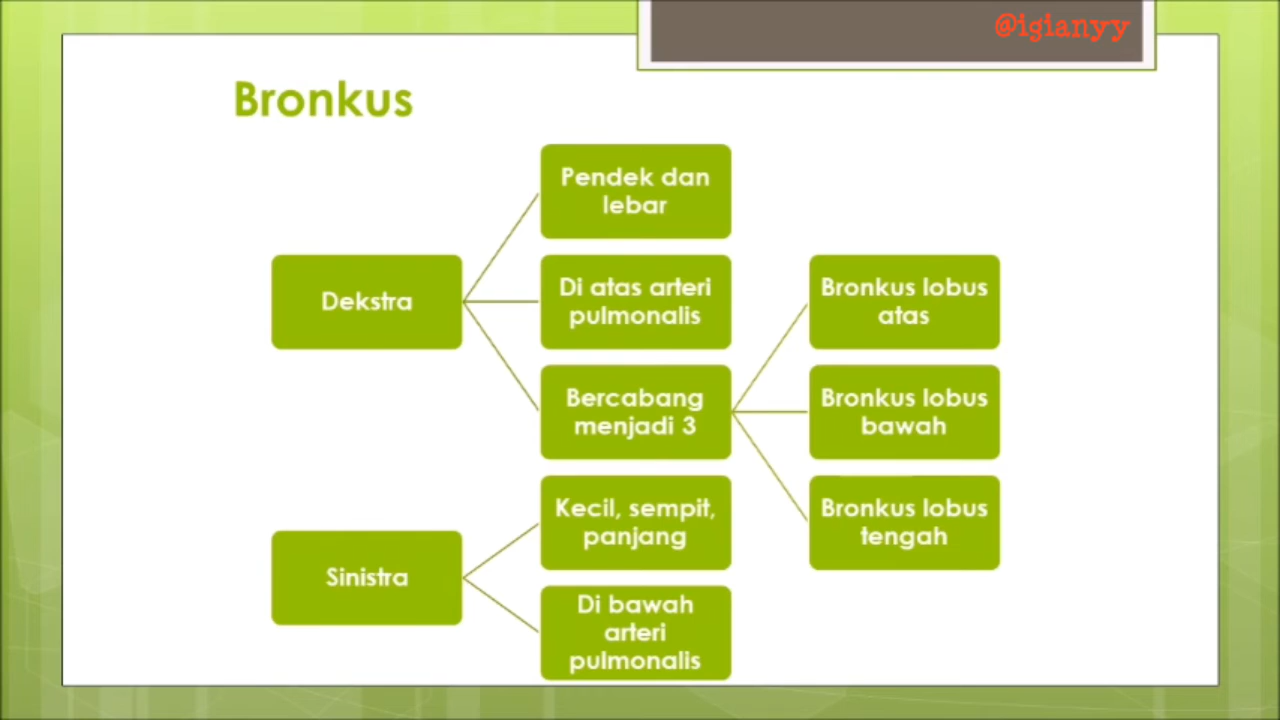 @igianyy
Bronkus
Dekstra
Pendek dan
lebar
Di atas arteri
pulmonalis
Bercabang
menjadi 3
Bronkus lobus
atas
Bronkus lobus
bawah
Bronkus lobus
tengah
Sinistra
Kecil, sempit,
panjang
Di bawah
arteri
pulmonalis